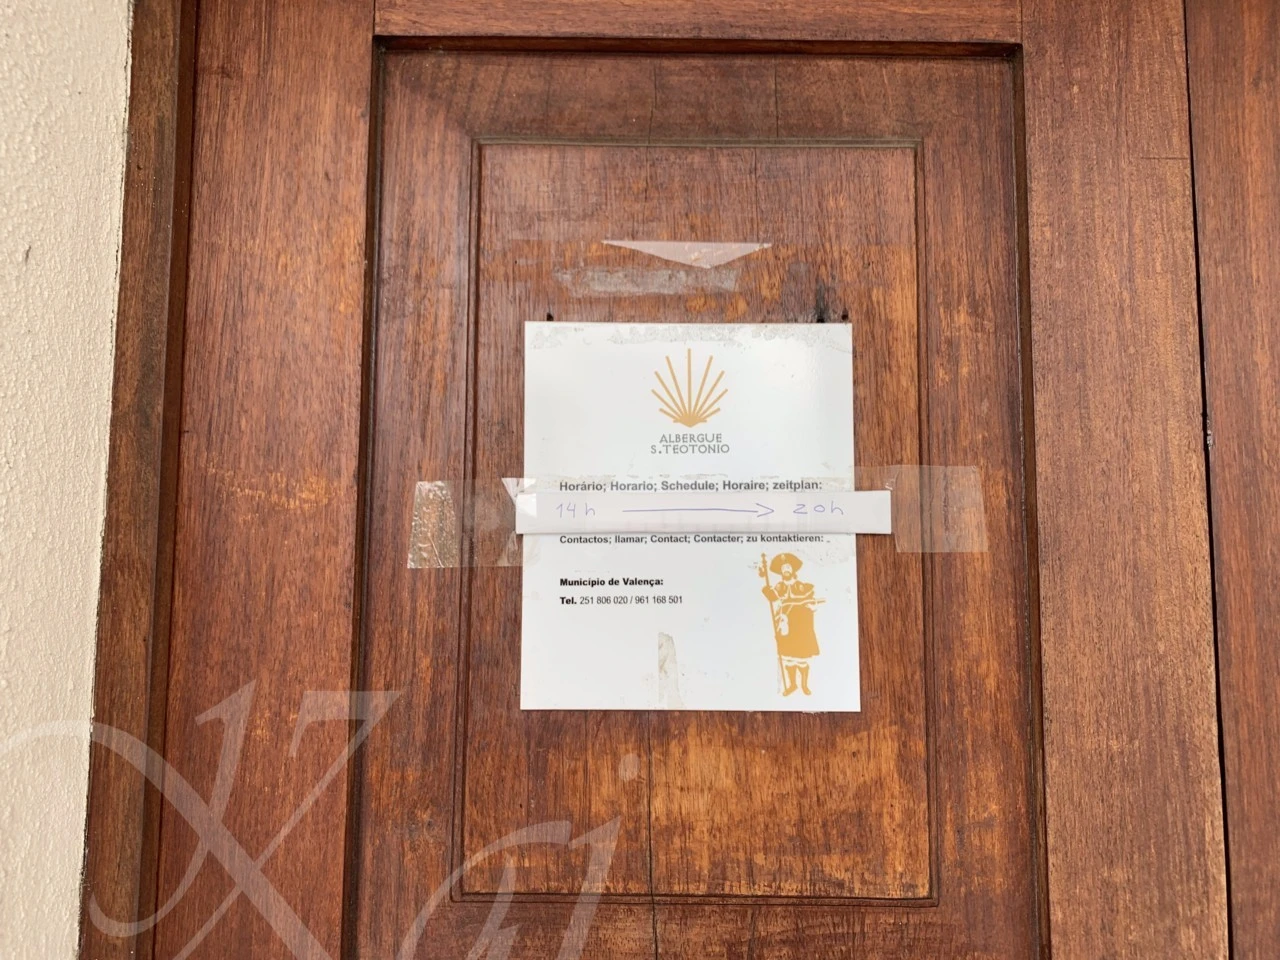 ALBERGUE
S.TEOTONIO
Horário; Horario; Schedule; Horaire; zeitplan:
14h → 20h
Contactos; llamar; Contact; Contacter; zu kontaktieren:
Município de Valença:
Tel. 251 806 020 / 961 168 501